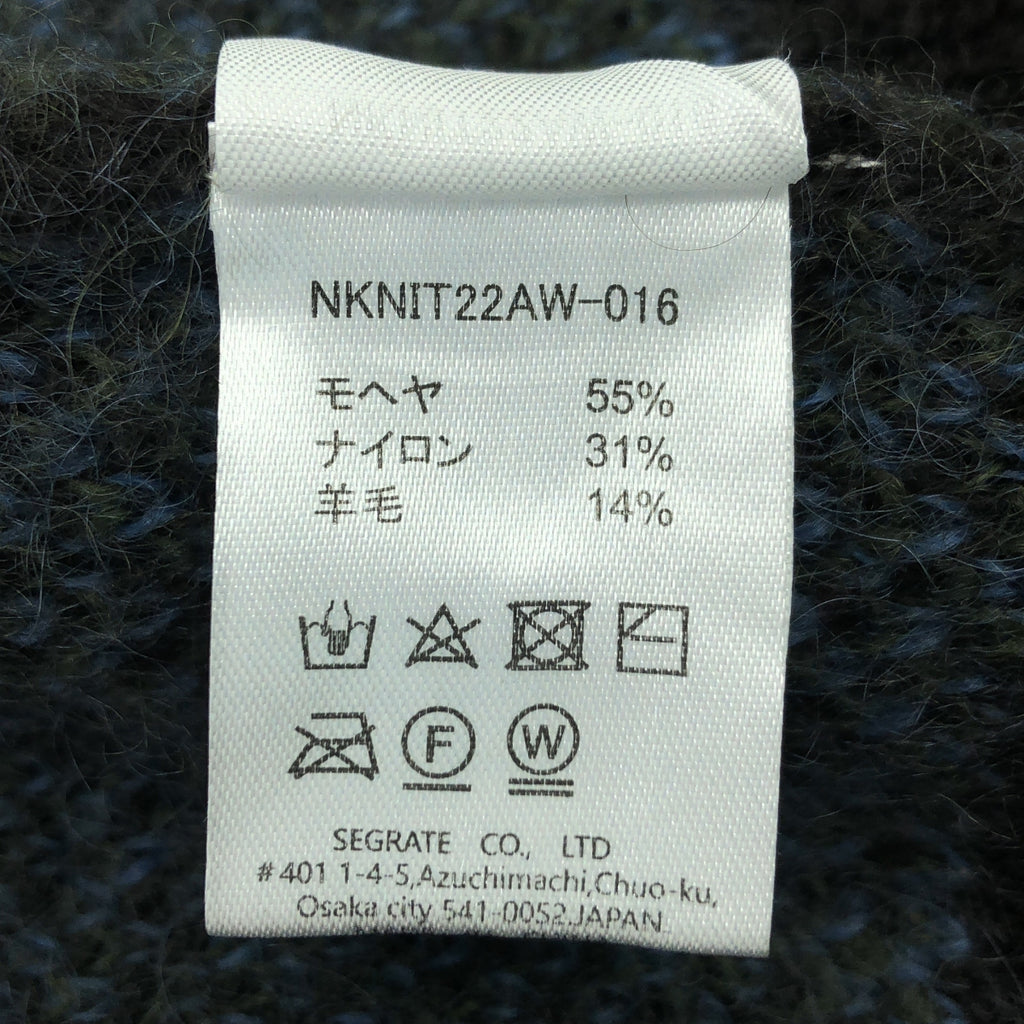 NKNIT22AW-016
モヘヤ 55%
ナイロン 31%
羊毛 14%
F W
SEGRATE CO., LTD
#401 1-4-5,Azuchimachi,Chuo-ku,
Osaka city 541-0052.JAPAN